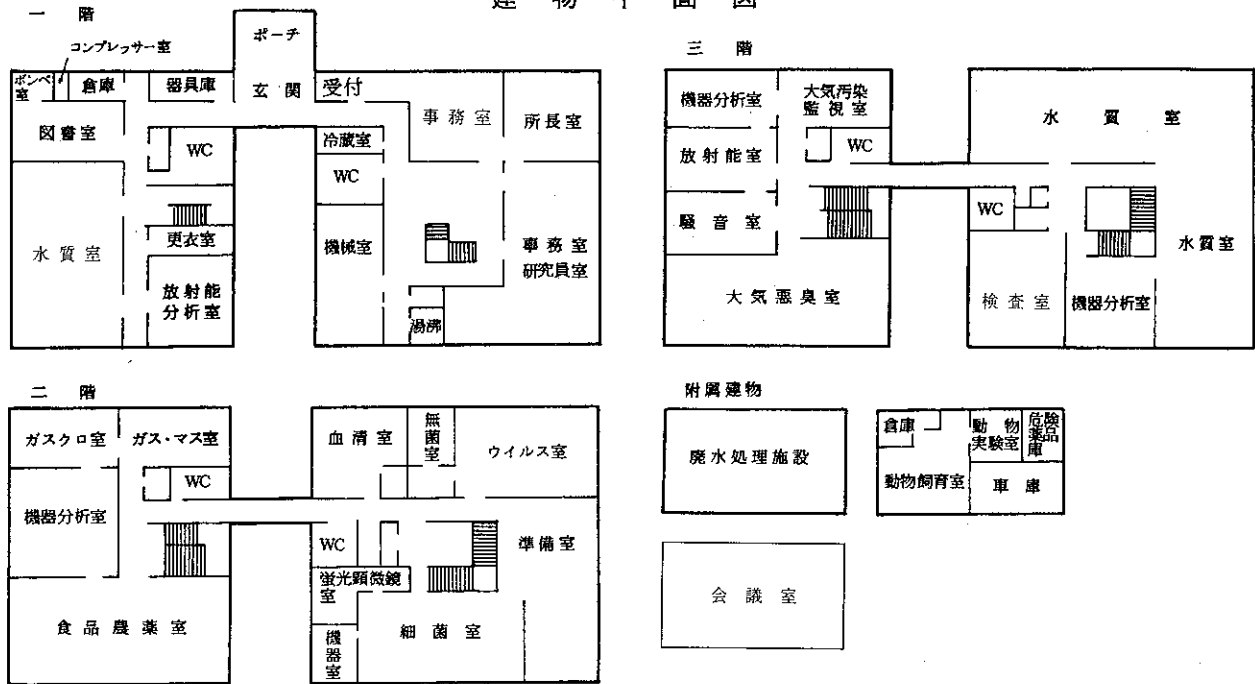 建物平面図
一階
ポーチ
コンプレッサー室
ボンベ室
倉庫
器具庫
玄関
受付
事務室
所長室
図書室
WC
冷蔵室
WC
水質室
更衣室
機械室
事務室
研究員室
放射能
分析室
湯沸
三階
機器分析室
大気汚染
監視室
水質室
放射能室
WC
騒音室
WC
水質室
大気悪臭室
検査室
機器分析室
二階
ガスクロ室
ガス・マス室
血清室
無菌室
ウイルス室
WC
機器分析室
WC
準備室
蛍光顕微鏡
室
食品農薬室
機器室
細菌室
附属建物
廃水処理施設
倉庫
動物
実験室
危険
薬品
庫
動物飼育室
車庫
会議室